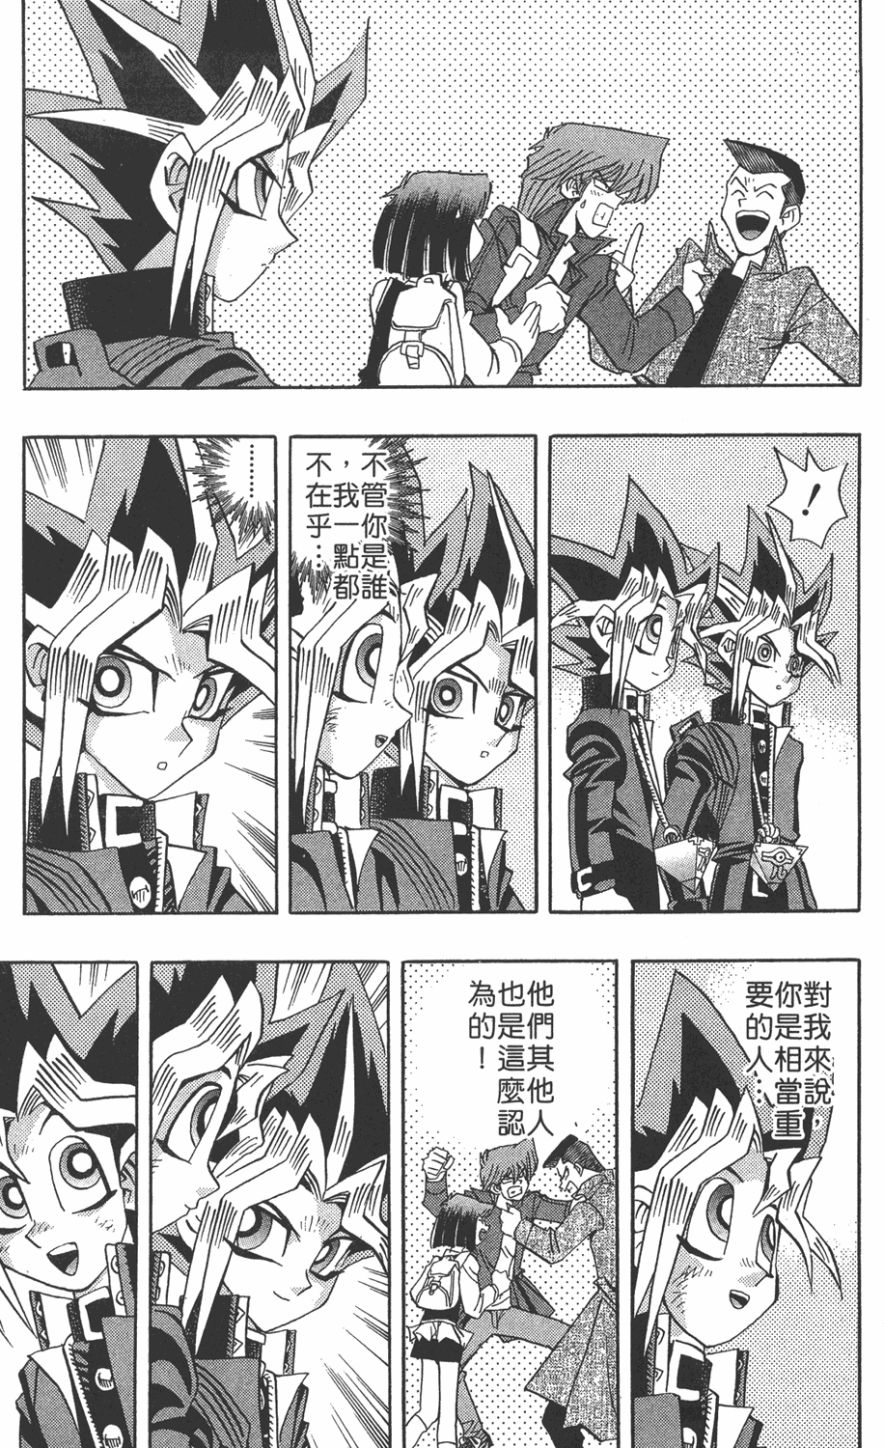 ！
不管你是誰
，我一點都
不在乎…
………
對我來說，
你是相當重
要的人…
他們其他人
也是這麼認
為的！